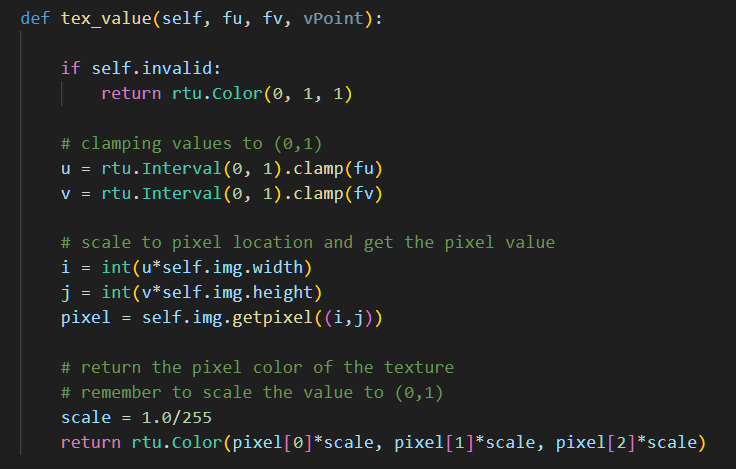 def tex_value(self, fu, fv, vPoint):
if self.invalid:
return rtu.Color(0, 1, 1)
# clamping values to (0,1)
u = rtu.Interval(0, 1).clamp(fu)
v = rtu.Interval(0, 1).clamp(fv)
# scale to pixel location and get the pixel value
i = int(u*self.img.width)
j = int(v*self.img.height)
pixel = self.img.getpixel((i,j))
# return the pixel color of the texture
# remember to scale the value to (0,1)
scale = 1.0/255
return rtu.Color(pixel[0]*scale, pixel[1]*scale, pixel[2]*scale)